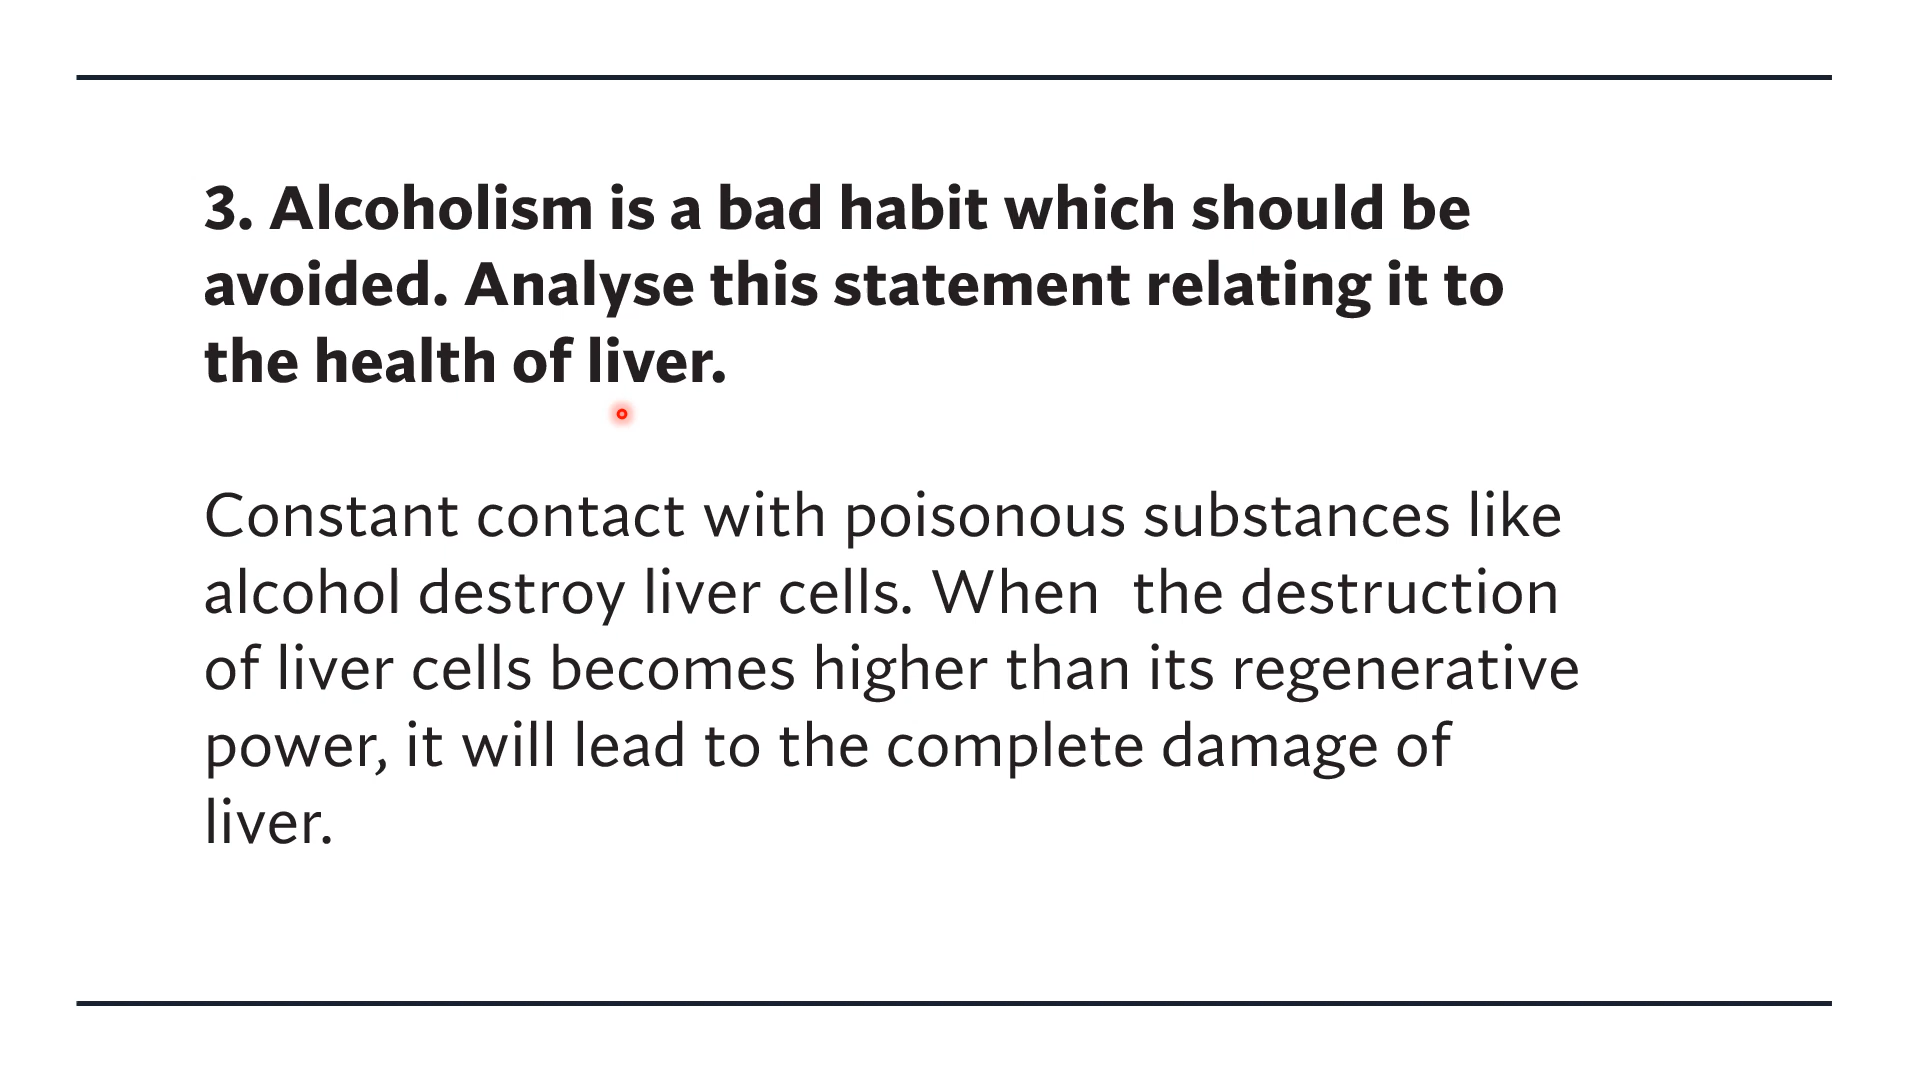 3. Alcoholism is a bad habit which should be
avoided. Analyse this statement relating it to
the health of liver.
Constant contact with poisonous substances like
alcohol destroy liver cells. When  the destruction
of liver cells becomes higher than its regenerative
power, it will lead to the complete damage of
liver.